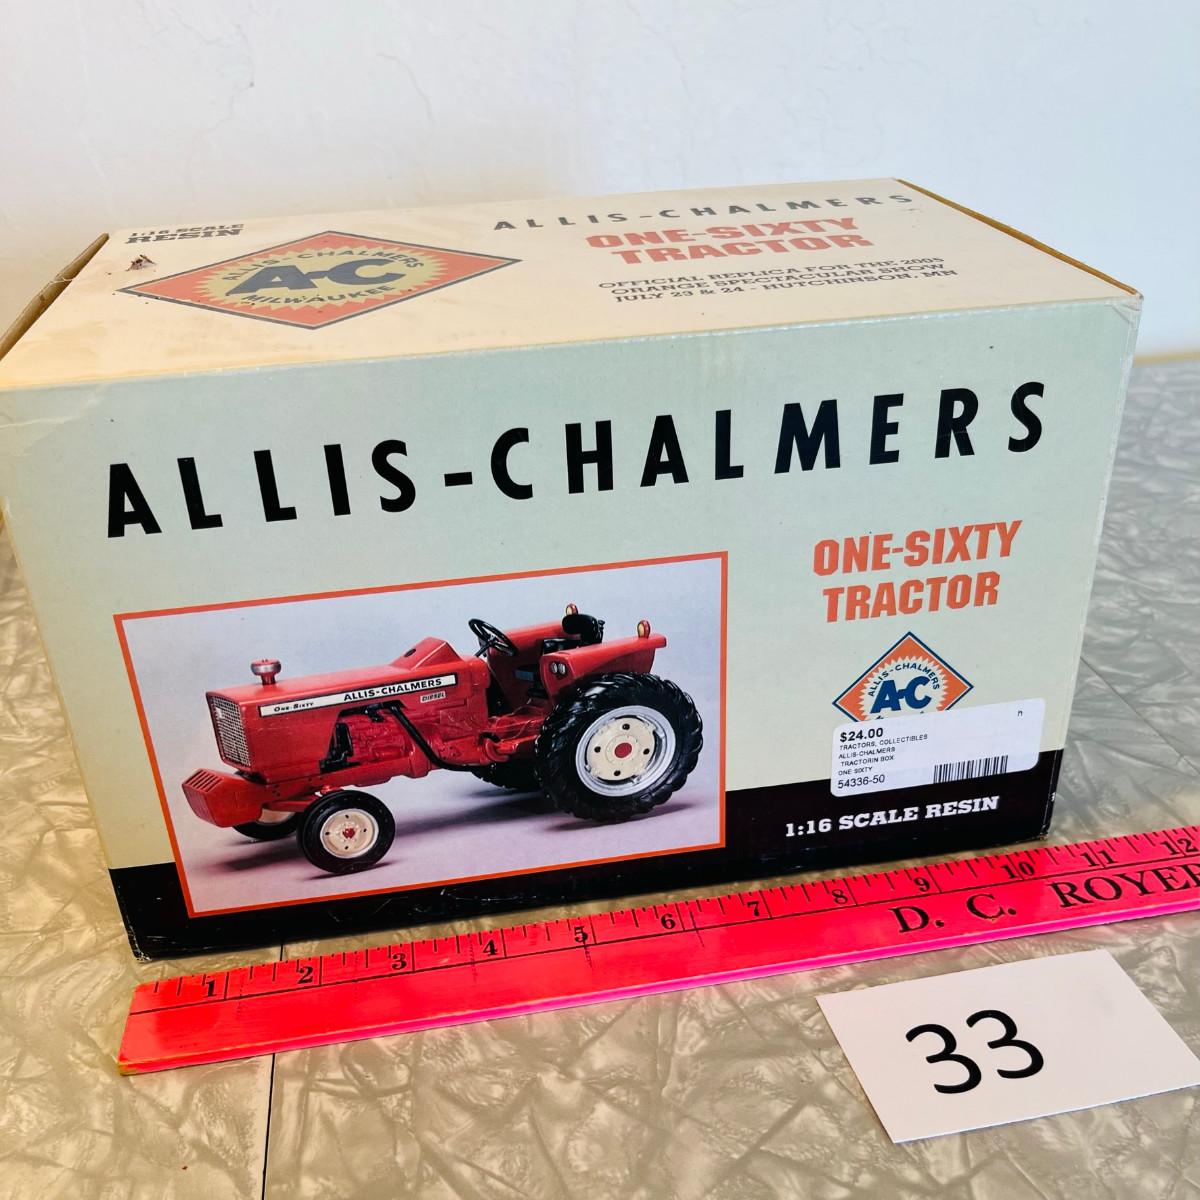 1:16 SCALE
RESIN
ALLIS-CHALMERS
A-C
MILWAUKEE
ALLIS-CHALMERS
ONE-SIXTY
TRACTOR
OFFICIAL REPLICA FOR THE 2005
ORANGE SPECTACULAR SHOW
JULY 23 & 24 - HUTCHINSON, MN
ALLIS-CHALMERS
ONE-SIXTY
TRACTOR
ALLIS-CHALMERS
A-C
ONE-SIXTY ALLIS-CHALMERS
DIESEL
h
$24.00
TRACTORS, COLLECTIBLES
ALLIS-CHALMERS
TRACTORIN BOX
ONE SIXTY
54336-50
1:16 SCALE RESIN
1 2 3 4 5 6 7 8 9 10 11 12
D. C. ROYER
33